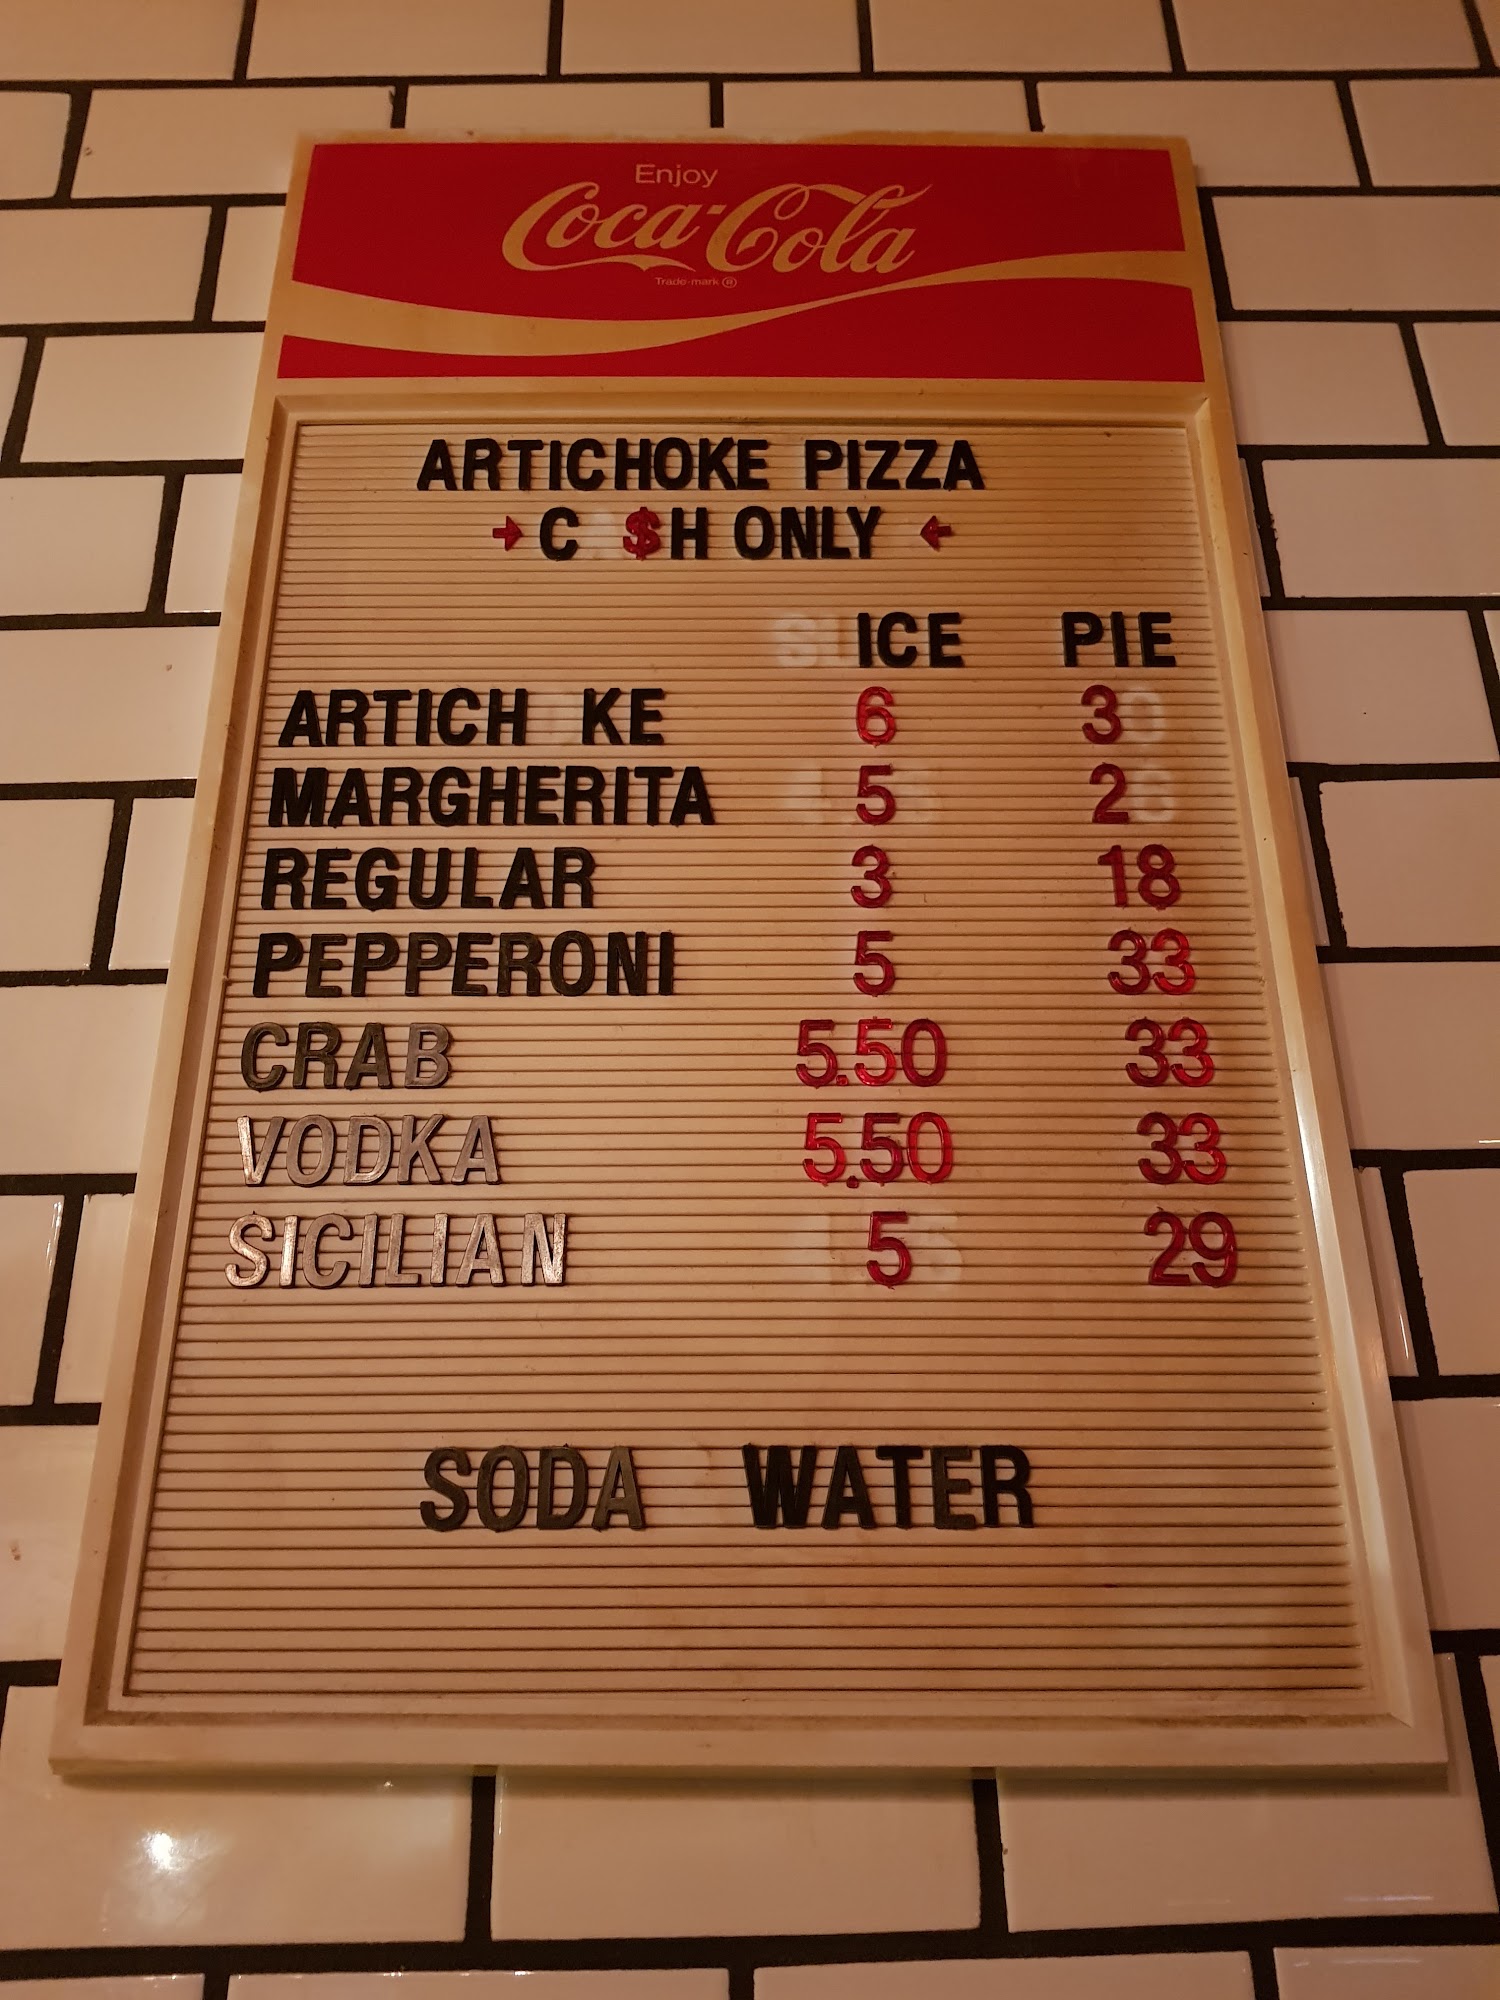 Enjoy
Coca-Cola
Trade-mark ®
ARTICHOKE PIZZA
→ C $H ONLY ←
ICE PIE
ARTICH KE 6 3
MARGHERITA 5 2
REGULAR 3 18
PEPPERONI 5 33
CRAB 5.50 33
VODKA 5.50 33
SICILIAN 5 29
SODA WATER